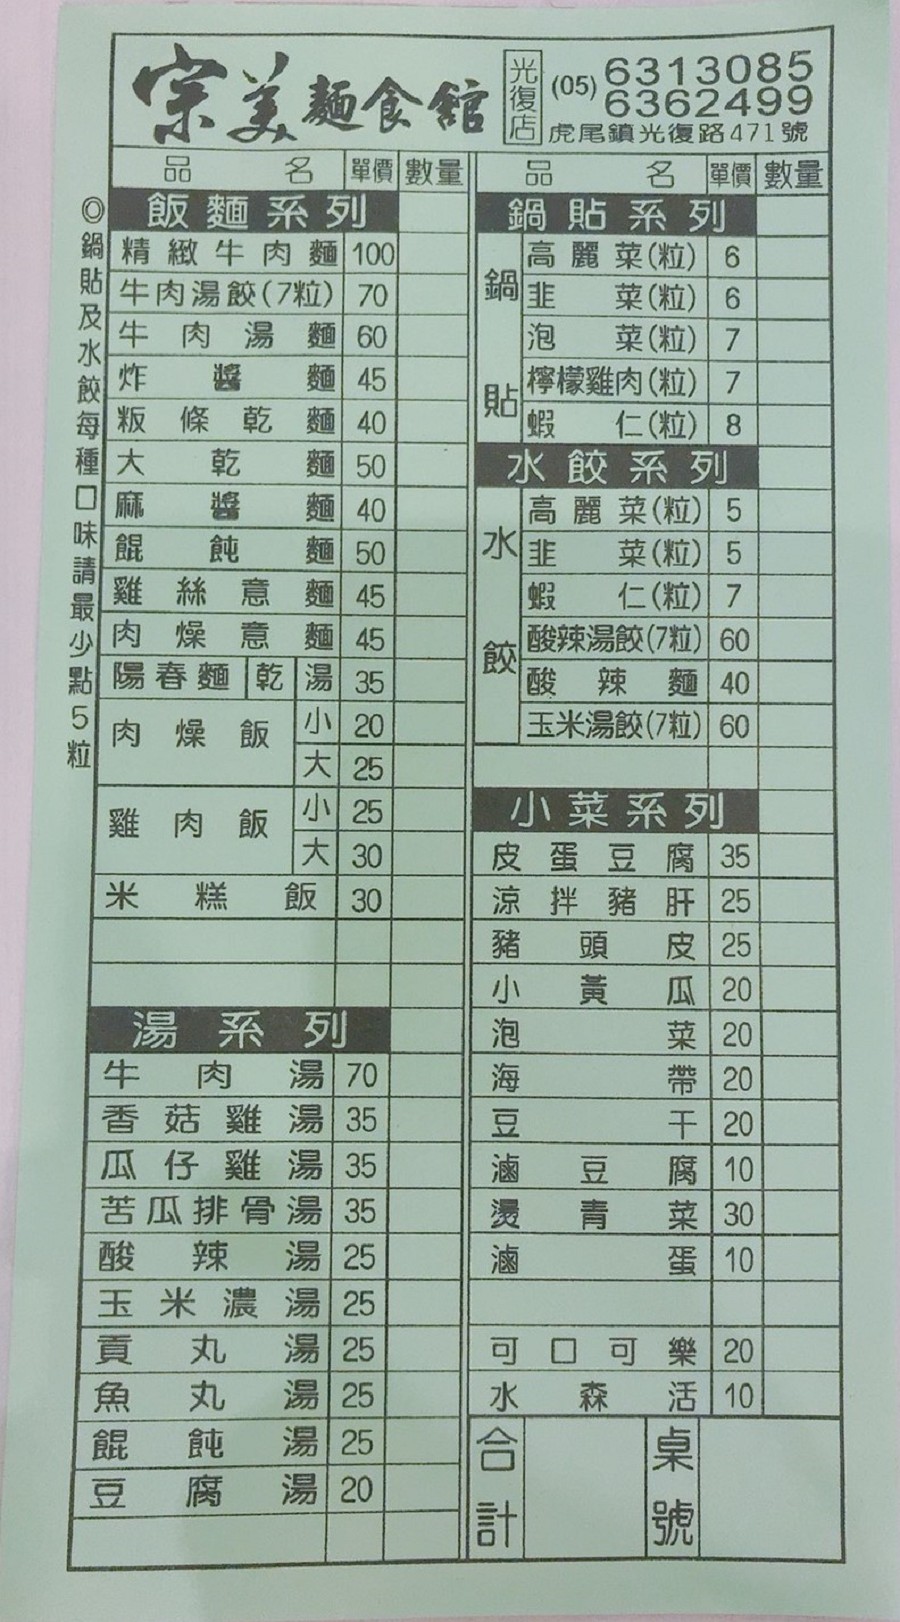 宗美麵食館
光復店
(05) 6313085
6362499
虎尾鎮光復路471號
◎鍋貼及水餃每種口味請最少點5粒
品名 單價 數量
飯麵系列
精緻牛肉麵 100
牛肉湯餃(7粒) 70
牛肉湯麵 60
炸醬麵 45
粄條乾麵 40
大乾麵 50
麻醬麵 40
餛飩麵 50
雞絲意麵 45
肉燥意麵 45
陽春麵 乾 湯 35
肉燥飯 小 20
大 25
雞肉飯 小 25
大 30
米糕飯 30
湯系列
牛肉湯 70
香菇雞湯 35
瓜仔雞湯 35
苦瓜排骨湯 35
酸辣湯 25
玉米濃湯 25
貢丸湯 25
魚丸湯 25
餛飩湯 25
豆腐湯 20
品名 單價 數量
鍋貼系列
鍋貼
高麗菜(粒) 6
韭菜(粒) 6
泡菜(粒) 7
檸檬雞肉(粒) 7
蝦仁(粒) 8
水餃系列
水餃
高麗菜(粒) 5
韭菜(粒) 5
蝦仁(粒) 7
酸辣湯餃(7粒) 60
酸辣麵 40
玉米湯餃(7粒) 60
小菜系列
皮蛋豆腐 35
涼拌豬肝 25
豬頭皮 25
小黃瓜 20
泡菜 20
海帶 20
豆干 20
滷豆腐 10
燙青菜 30
滷蛋 10
可口可樂 20
水森活 10
合計
桌號